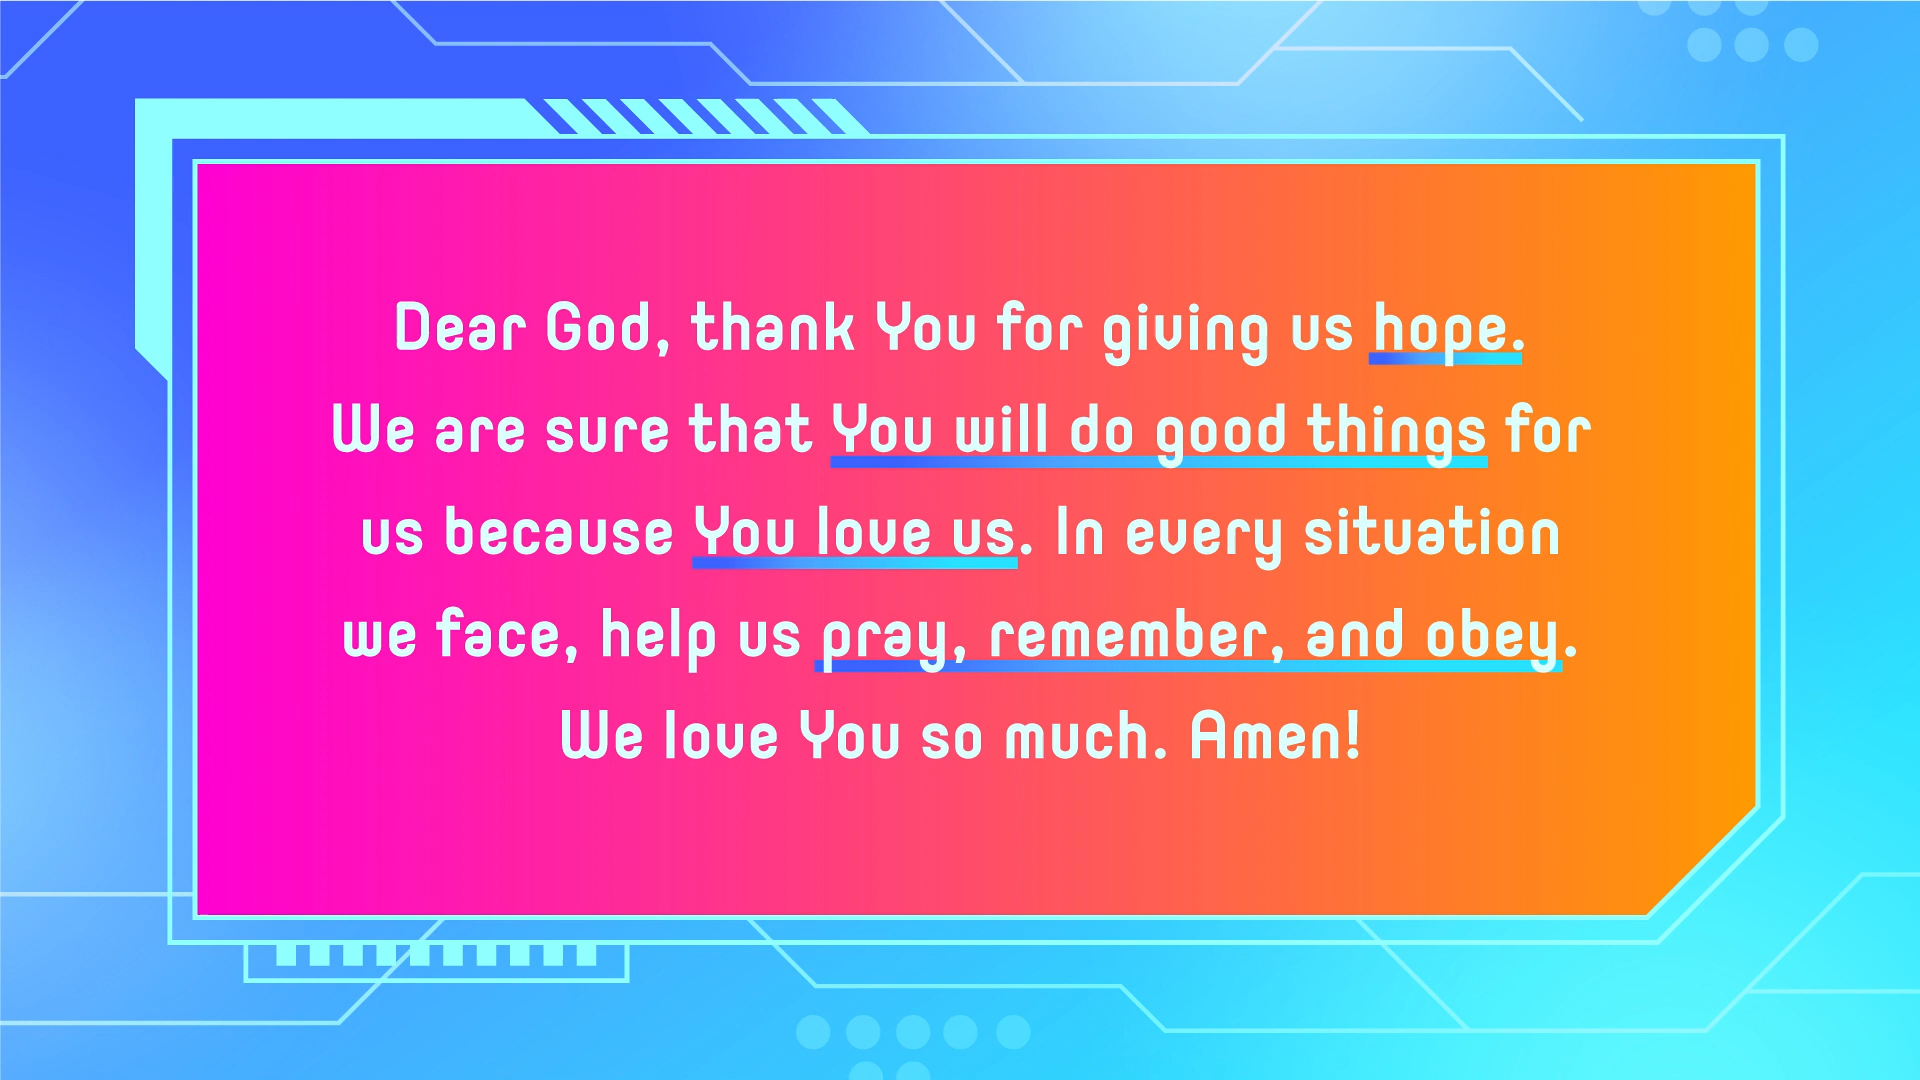 Dear God, thank You for giving us hope.
We are sure that You will do good things for
us because You love us. In every situation
we face, help us pray, remember, and obey.
We love You so much. Amen!